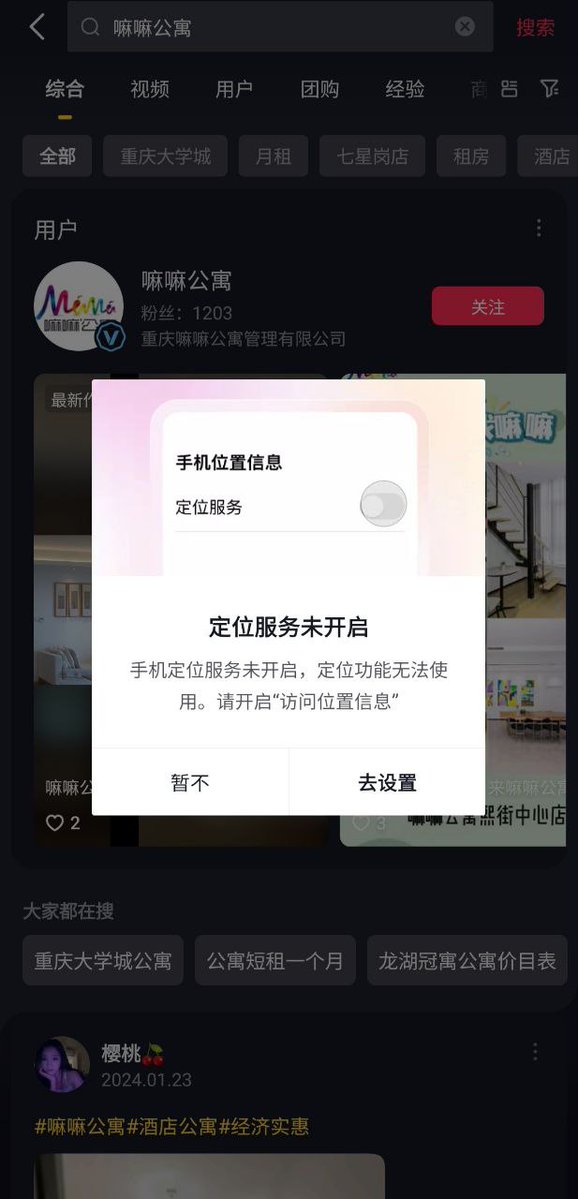 嘛嘛公寓
搜索
综合
视频
用户
团购
经验
商
全部
重庆大学城
月租
七星岗店
租房
酒店
用户
Mémá
嘛嘛公寓
嘛嘛公寓
粉丝：1203
重庆嘛嘛公寓管理有限公司
关注
最新作
嘛嘛
手机位置信息
定位服务
定位服务未开启
手机定位服务未开启，定位功能无法使
用。请开启“访问位置信息”
暂不
去设置
嘛嘛公
来嘛嘛公寓
2
3
嘛嘛公寓熙街中心店
大家都在搜
重庆大学城公寓
公寓短租一个月
龙湖冠寓公寓价目表
樱桃🍒
2024.01.23
#嘛嘛公寓#酒店公寓#经济实惠